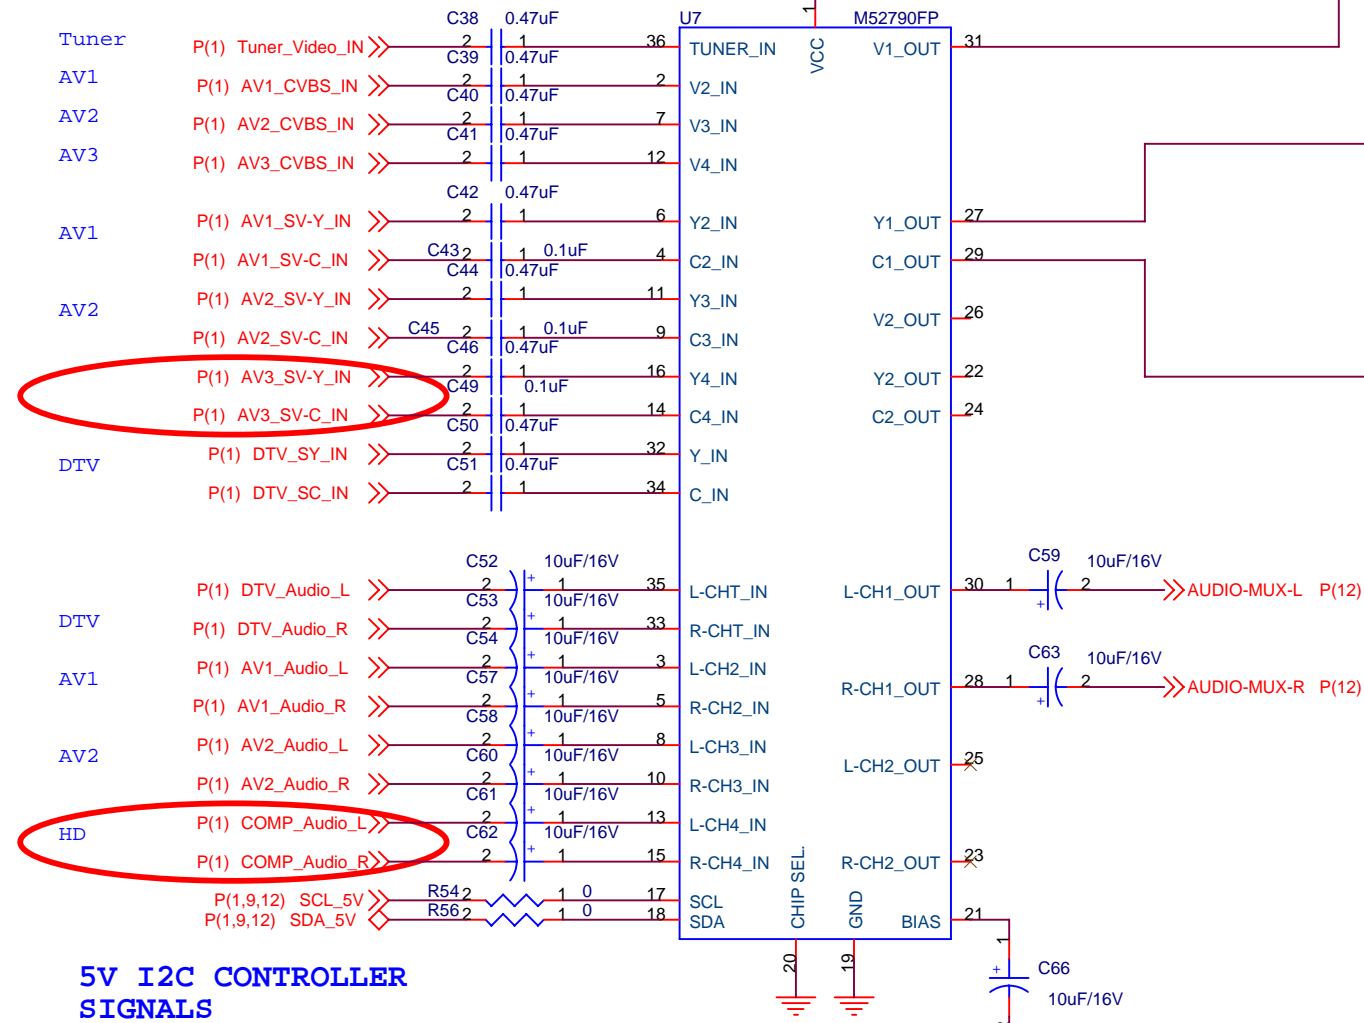 C38 0.47uF U7 1 M52790FP
Tuner P(1) Tuner_Video_IN 2 1 36 TUNER_IN VCC V1_OUT 31
C39 0.47uF
AV1 P(1) AV1_CVBS_IN 2 1 2 V2_IN
C40 0.47uF
AV2 P(1) AV2_CVBS_IN 2 1 7 V3_IN
C41 0.47uF
AV3 P(1) AV3_CVBS_IN 2 1 12 V4_IN
C42 0.47uF
P(1) AV1_SV-Y_IN 2 1 6 Y2_IN Y1_OUT 27
AV1
P(1) AV1_SV-C_IN C43 2 1 0.1uF 4 C2_IN C1_OUT 29
C44 0.47uF
P(1) AV2_SV-Y_IN 2 1 11 Y3_IN
AV2 V2_OUT 26
P(1) AV2_SV-C_IN C45 2 1 0.1uF 9 C3_IN
C46 0.47uF
P(1) AV3_SV-Y_IN 2 1 16 Y4_IN Y2_OUT 22
C49 0.1uF
P(1) AV3_SV-C_IN 2 1 14 C4_IN C2_OUT 24
C50 0.47uF
P(1) DTV_SY_IN 2 1 32 Y_IN
DTV C51 0.47uF
P(1) DTV_SC_IN 2 1 34 C_IN
C52 10uF/16V C59 10uF/16V
P(1) DTV_Audio_L 2 + 1 35 L-CHT_IN L-CH1_OUT 30 1 + 2 AUDIO-MUX-L P(12)
C53 10uF/16V
DTV P(1) DTV_Audio_R 2 + 1 33 R-CHT_IN
C54 10uF/16V
P(1) AV1_Audio_L 2 + 1 3 L-CH2_IN C63 10uF/16V
AV1 C57 10uF/16V
R-CH1_OUT 28 1 + 2 AUDIO-MUX-R P(12)
P(1) AV1_Audio_R 2 + 1 5 R-CH2_IN
C58 10uF/16V
P(1) AV2_Audio_L 2 + 1 8 L-CH3_IN
AV2 C60 10uF/16V L-CH2_OUT 25
P(1) AV2_Audio_R 2 + 1 10 R-CH3_IN
C61 10uF/16V
P(1) COMP_Audio_L 2 + 1 13 L-CH4_IN
HD C62 10uF/16V
P(1) COMP_Audio_R 2 + 1 15 R-CH4_IN CHIP SEL. R-CH2_OUT 23
P(1,9,12) SCL_5V R54 2 1 0 17 SCL
P(1,9,12) SDA_5V R56 2 1 0 18 SDA GND BIAS 21
20 19 1 + C66
5V I2C CONTROLLER
10uF/16V
SIGNALS